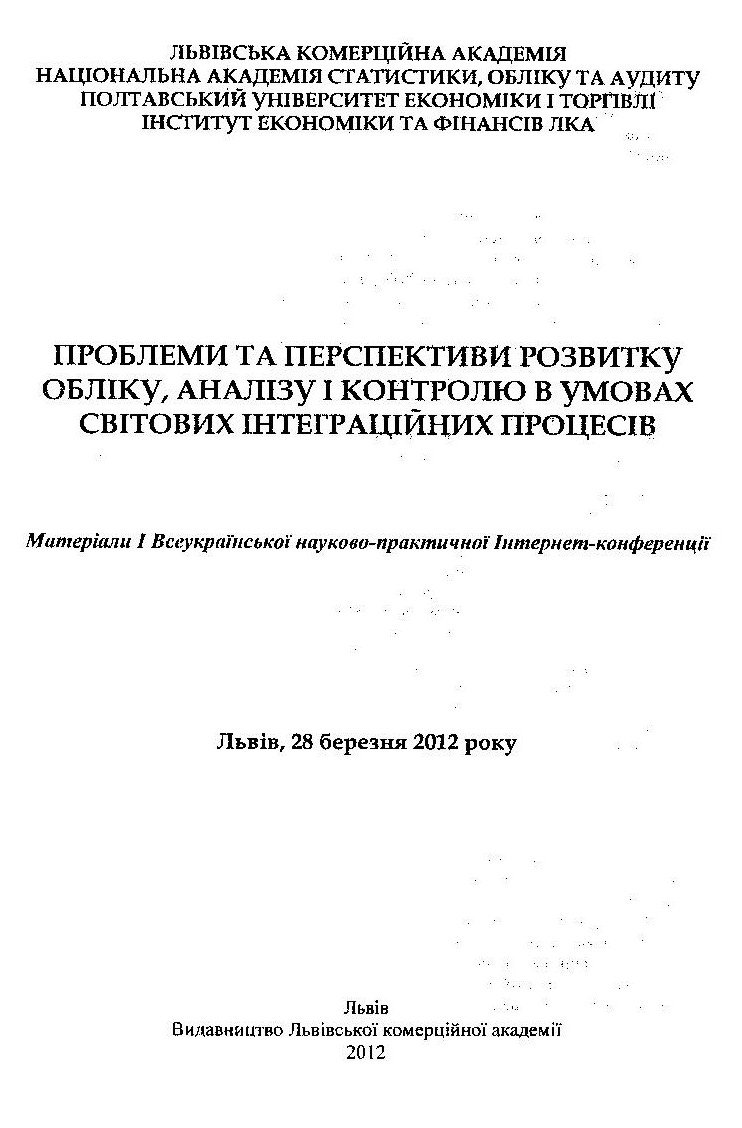 ЛЬВІВСЬКА КОМЕРЦІЙНА АКАДЕМІЯ
НАЦІОНАЛЬНА АКАДЕМІЯ СТАТИСТИКИ, ОБЛІКУ ТА АУДИТУ
ПОЛТАВСЬКИЙ УНІВЕРСИТЕТ ЕКОНОМІКИ І ТОРГІВЛІ
ІНСТИТУТ ЕКОНОМІКИ ТА ФІНАНСІВ ЛКА
ПРОБЛЕМИ ТА ПЕРСПЕКТИВИ РОЗВИТКУ
ОБЛІКУ, АНАЛІЗУ І КОНТРОЛЮ В УМОВАХ
СВІТОВИХ ІНТЕГРАЦІЙНИХ ПРОЦЕСІВ
Матеріали І Всеукраїнської науково-практичної Інтернет-конференції
Львів, 28 березня 2012 року
Львів
Видавництво Львівської комерційної академії
2012